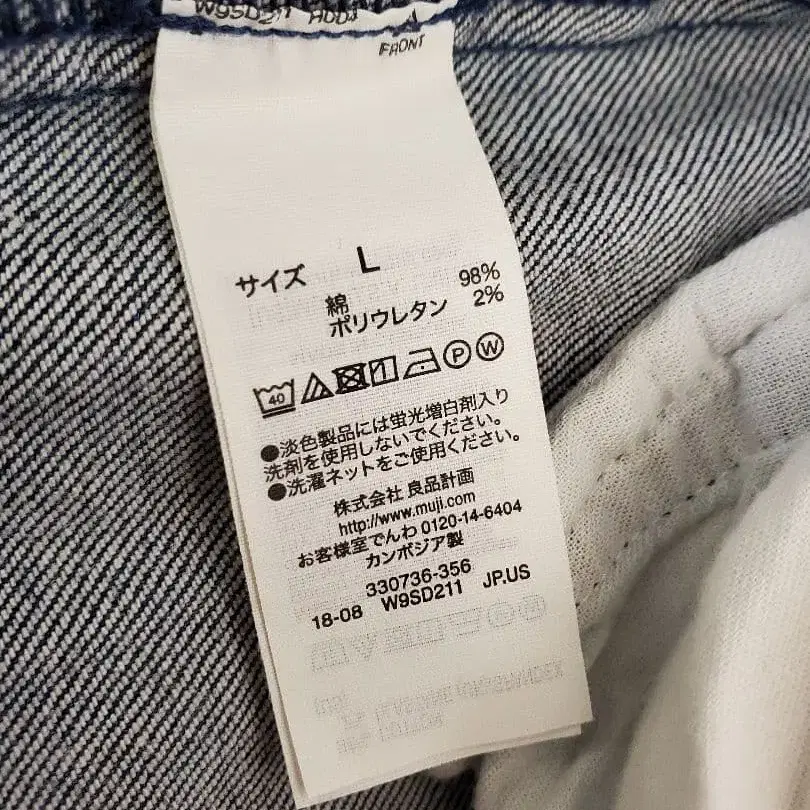 W9SD211
FRONT
サイズ L
綿 98%
ポリウレタン 2%
40 P W
●淡色製品には蛍光増白剤入り
洗剤を使用しないでください。
●洗濯ネットをご使用ください。
株式会社 良品計画
http://www.muji.com
お客様室でんわ 0120-14-6404
カンボジア製
330736-356
18-08 W9SD211 JP.US